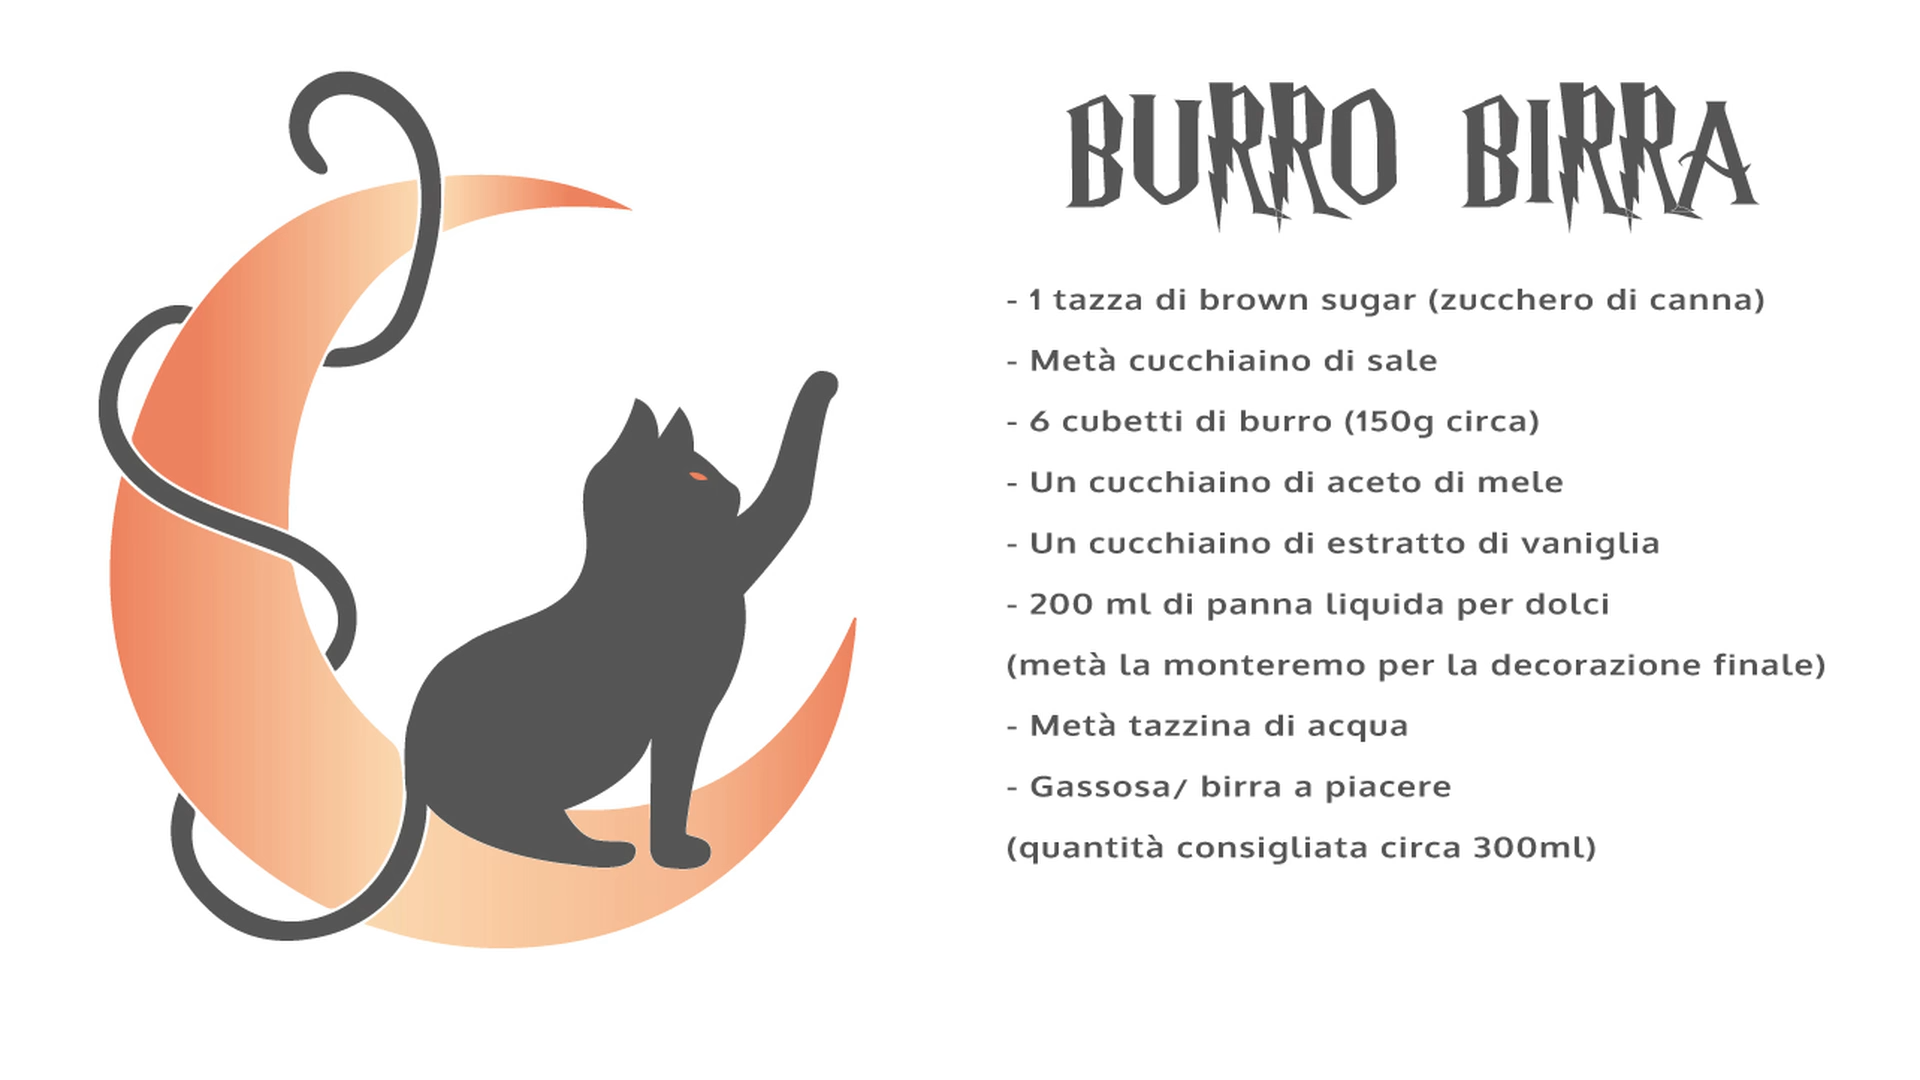 BURRO BIRRA
- 1 tazza di brown sugar (zucchero di canna)
- Metà cucchiaino di sale
- 6 cubetti di burro (150g circa)
- Un cucchiaino di aceto di mele
- Un cucchiaino di estratto di vaniglia
- 200 ml di panna liquida per dolci
(metà la monteremo per la decorazione finale)
- Metà tazzina di acqua
- Gassosa/ birra a piacere
(quantità consigliata circa 300ml)